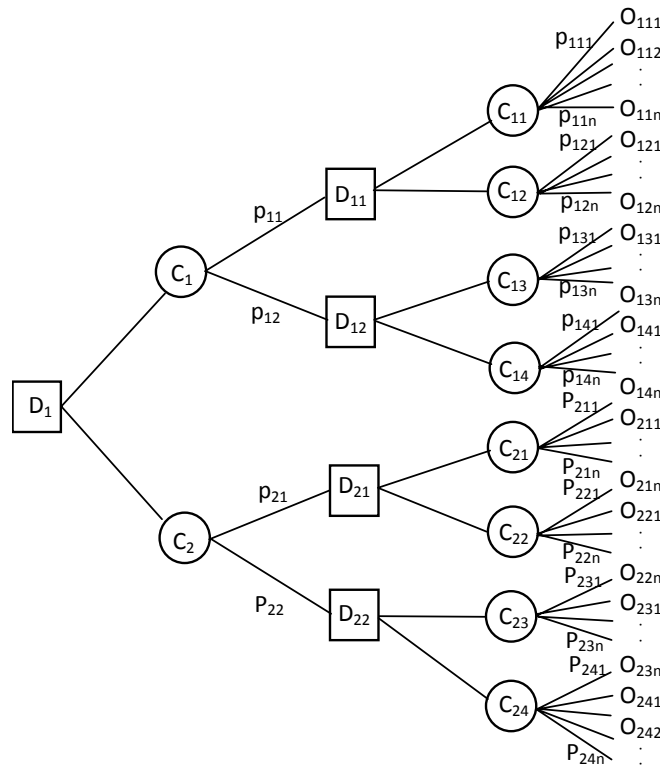 O₁₁₁
p₁₁₁
O₁₁₂
.
.
C₁₁
p₁₁ₙ
O₁₁ₙ
p₁₂₁
O₁₂₁
.
.
D₁₁
C₁₂
p₁₂ₙ
O₁₂ₙ
p₁₁
p₁₃₁
O₁₃₁
.
.
C₁
C₁₃
p₁₃ₙ
O₁₃ₙ
p₁₂
D₁₂
p₁₄₁
O₁₄₁
.
.
C₁₄
p₁₄ₙ
O₁₄ₙ
D₁
P₂₁₁
O₂₁₁
.
.
C₂₁
P₂₁ₙ
O₂₁ₙ
p₂₁
D₂₁
P₂₂₁
O₂₂₁
.
C₂
C₂₂
P₂₂ₙ
O₂₂ₙ
P₂₂
P₂₃₁
O₂₃₁
.
D₂₂
C₂₃
P₂₃ₙ
O₂₃ₙ
P₂₄₁
O₂₄₁
C₂₄
O₂₄₂
P₂₄ₙ
.